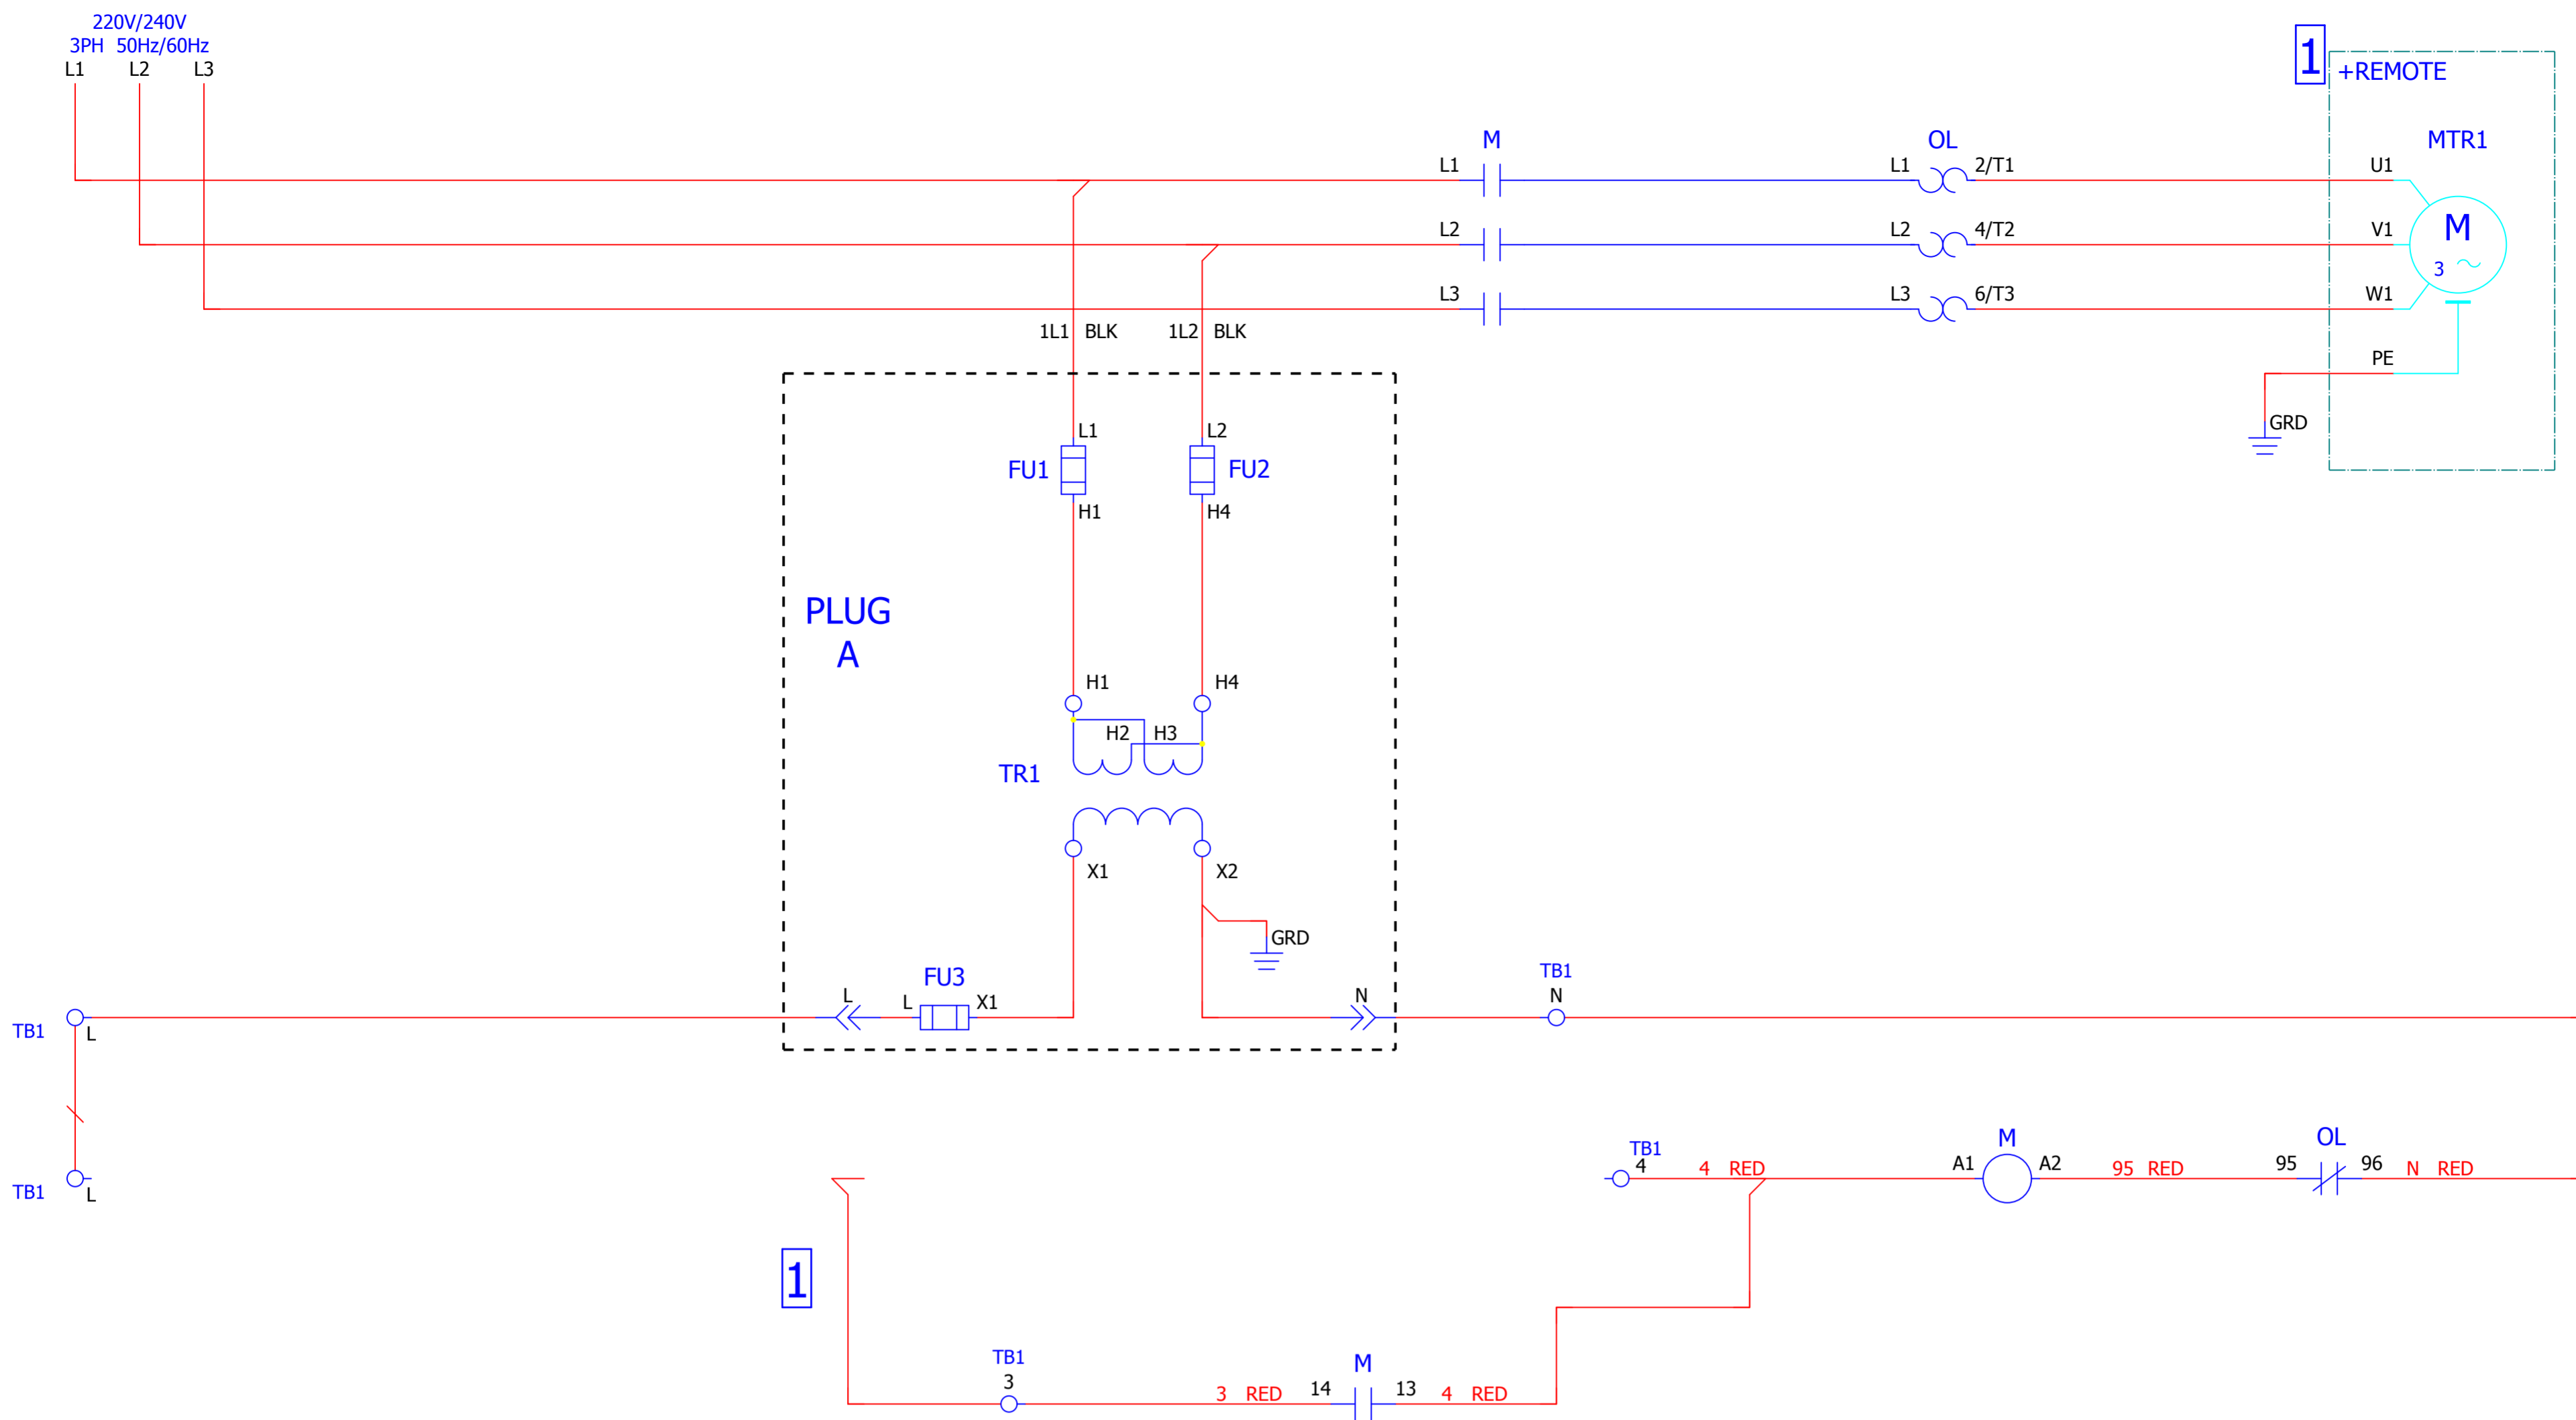 220V/240V
3PH 50Hz/60Hz
L1 L2 L3
1
+REMOTE
M OL MTR1
L1 L1 2/T1 U1
L2 L2 4/T2 V1 M
3
L3 L3 6/T3 W1
1L1 BLK 1L2 BLK
PE
GRD
L1 L2
FU1 FU2
H1 H4
PLUG
A
H1 H4
H2 H3
TR1
X1 X2
GRD
FU3
TB1
L L X1 N N
TB1 L
TB1
4 4 RED M A1 A2 95 RED OL 95 96 N RED
TB1 L
1
TB1
3
M
3 RED 14 13 4 RED